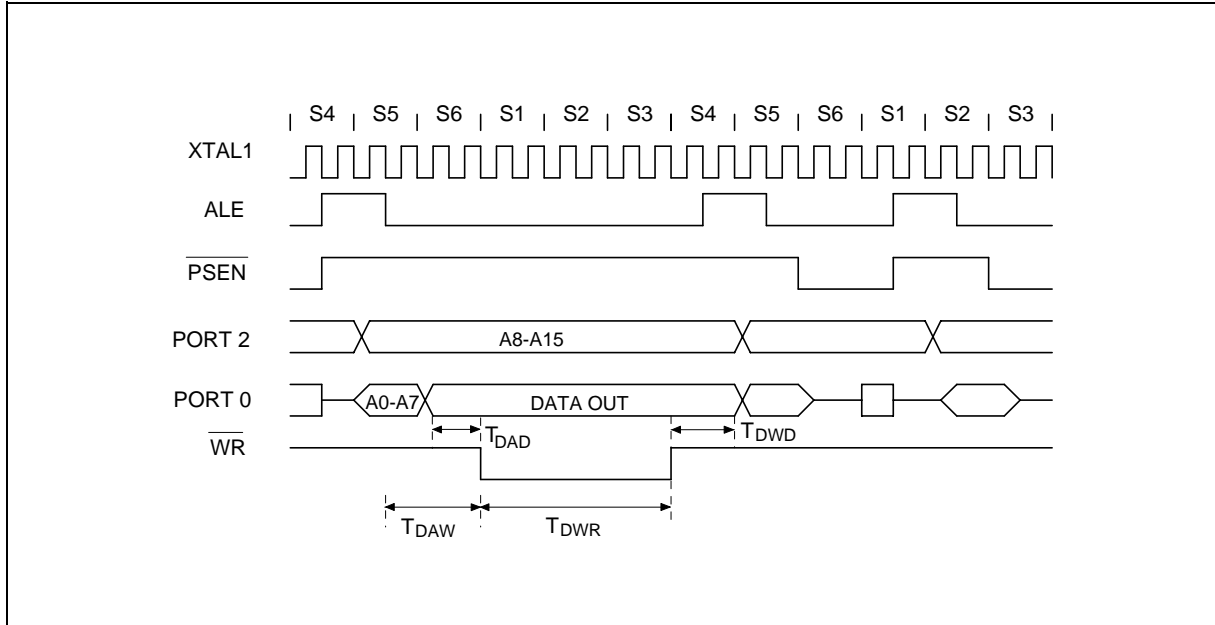 S4 S5 S6 S1 S2 S3 S4 S5 S6 S1 S2 S3
XTAL1
ALE
PSEN
PORT 2 A8-A15
PORT 0 A0-A7 DATA OUT
WR TDAD TDWD
TDAW TDWR